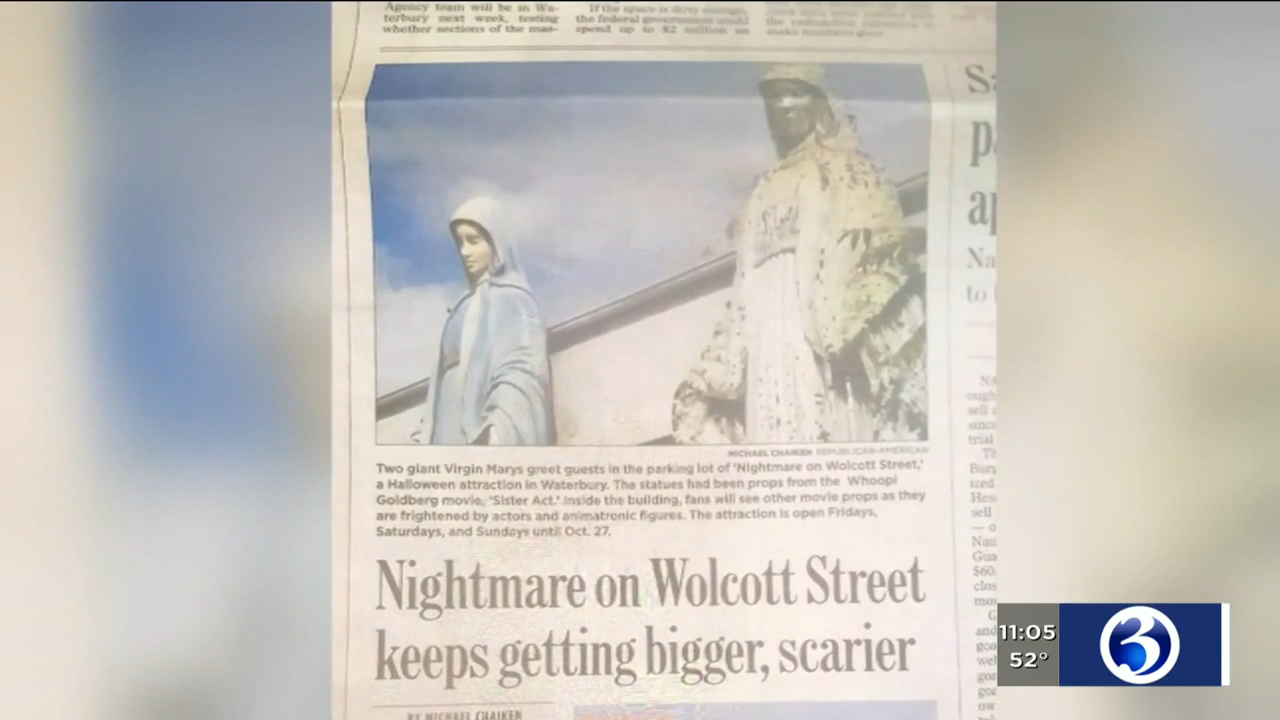 Agency team will be in Wa-
terbury next week, testing
whether sections of the mas-
If the space is dirty enough,
the federal government could
spend up to $2 million on
MICHAEL CHAIKEN REPUBLICAN-AMERICAN
Two giant Virgin Marys greet guests in the parking lot of 'Nightmare on Wolcott Street,'
a Halloween attraction in Waterbury. The statues had been props from the Whoopi
Goldberg movie, 'Sister Act.' Inside the building, fans will see other movie props as they
are frightened by actors and animatronic figures. The attraction is open Fridays,
Saturdays, and Sundays until Oct. 27.
Nightmare on Wolcott Street
keeps getting bigger, scarier
BY MICHAEL CHAIKEN
Na
to
trial
sell
$60,
11:05
52°
3